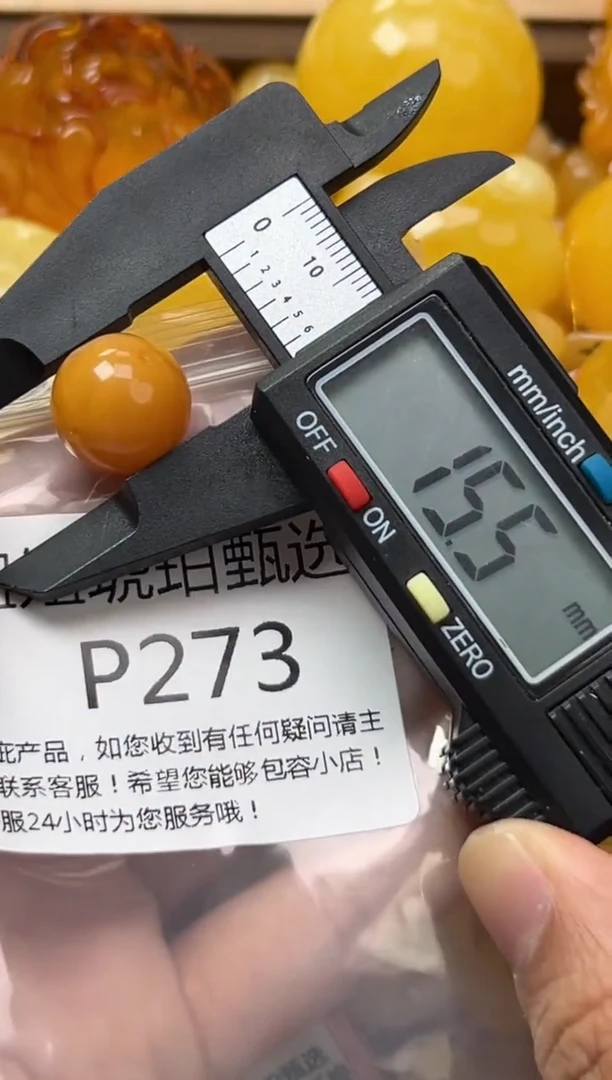 0
10
1 2 3 4 5 6
mm/inch
OFF
ON
15.5
mm
ZERO
琥珀甄选
P273
疵产品，如您收到有任何疑问请主
联系客服！希望您能够包容小店！
服24小时为您服务哦！